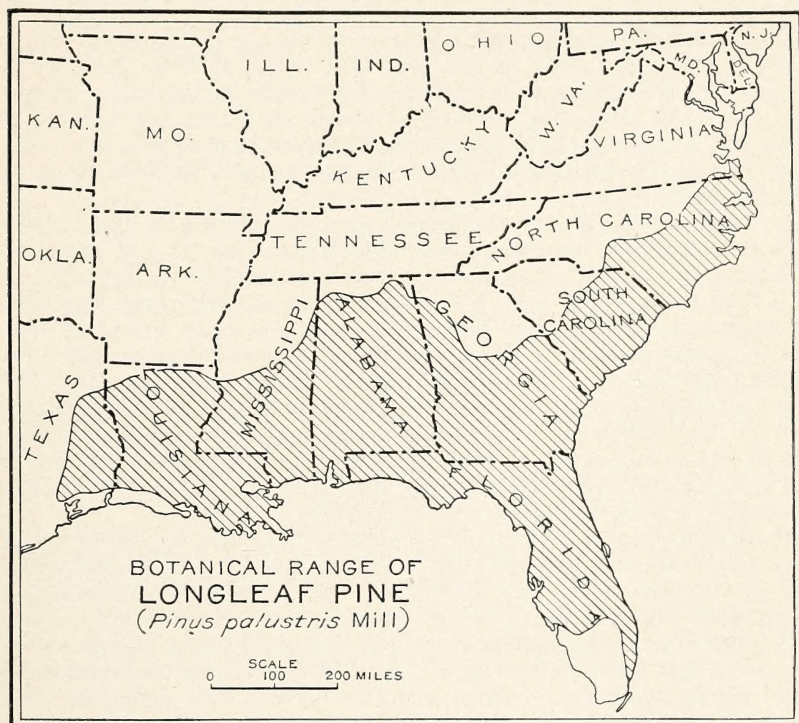 PA.
N. J.
OHIO
ILL.
IND.
MD.
DEL.
W. VA.
KAN.
MO.
VIRGINIA
KENTUCKY
NORTH CAROLINA
TENNESSEE
OKLA.
ARK.
SOUTH
CAROLINA
GEORGIA
ALABAMA
MISSISSIPPI
TEXAS
LOUISIANA
FLORIDA
BOTANICAL RANGE OF
LONGLEAF PINE
(Pinus palustris Mill)
SCALE
0 100 200 MILES